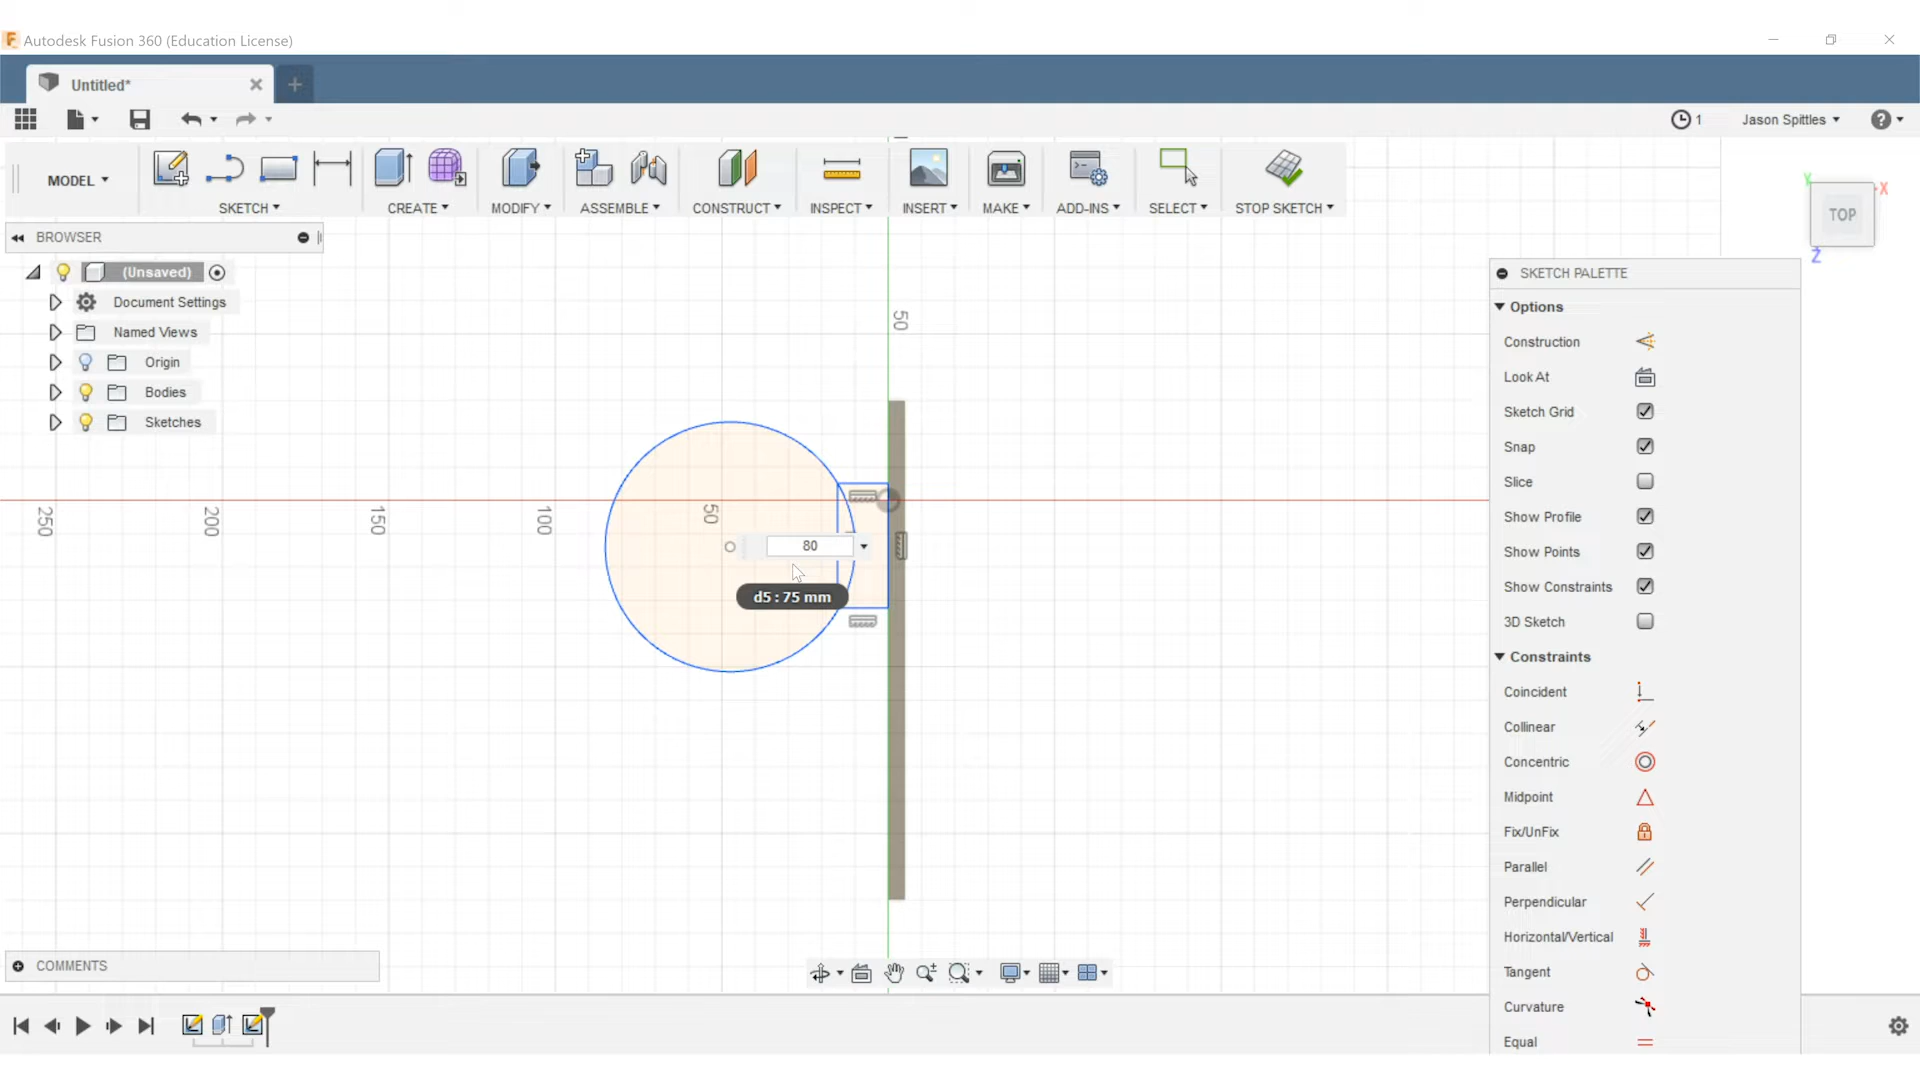 Autodesk Fusion 360 (Education License)
Untitled*
1
Jason Spittles
MODEL
SKETCH
CREATE
MODIFY
ASSEMBLE
CONSTRUCT
INSPECT
INSERT
MAKE
ADD-INS
SELECT
STOP SKETCH
BROWSER
(Unsaved)
Document Settings
Named Views
Origin
Bodies
Sketches
Y
X
TOP
Z
50
250
200
150
100
50
80
d5 : 75 mm
SKETCH PALETTE
Options
Construction
Look At
Sketch Grid
Snap
Slice
Show Profile
Show Points
Show Constraints
3D Sketch
Constraints
Coincident
Collinear
Concentric
Midpoint
Fix/UnFix
Parallel
Perpendicular
Horizontal/Vertical
Tangent
Curvature
Equal
COMMENTS